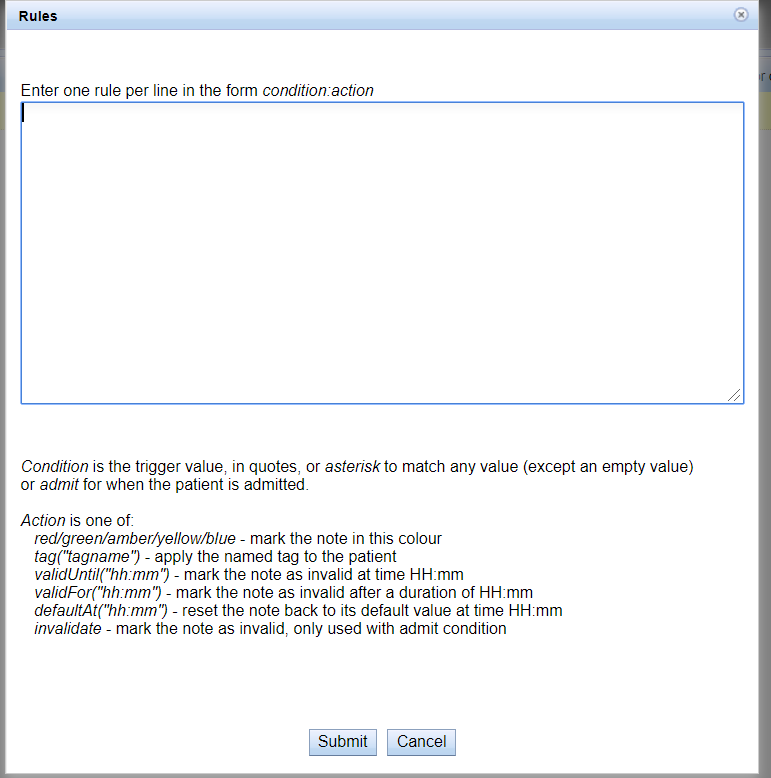 Rules
Enter one rule per line in the form condition:action
Condition is the trigger value, in quotes, or asterisk to match any value (except an empty value)
or admit for when the patient is admitted.
Action is one of:
red/green/amber/yellow/blue - mark the note in this colour
tag("tagname") - apply the named tag to the patient
validUntil("hh:mm") - mark the note as invalid at time HH:mm
validFor("hh:mm") - mark the note as invalid after a duration of HH:mm
defaultAt("hh:mm") - reset the note back to its default value at time HH:mm
invalidate - mark the note as invalid, only used with admit condition
Submit Cancel